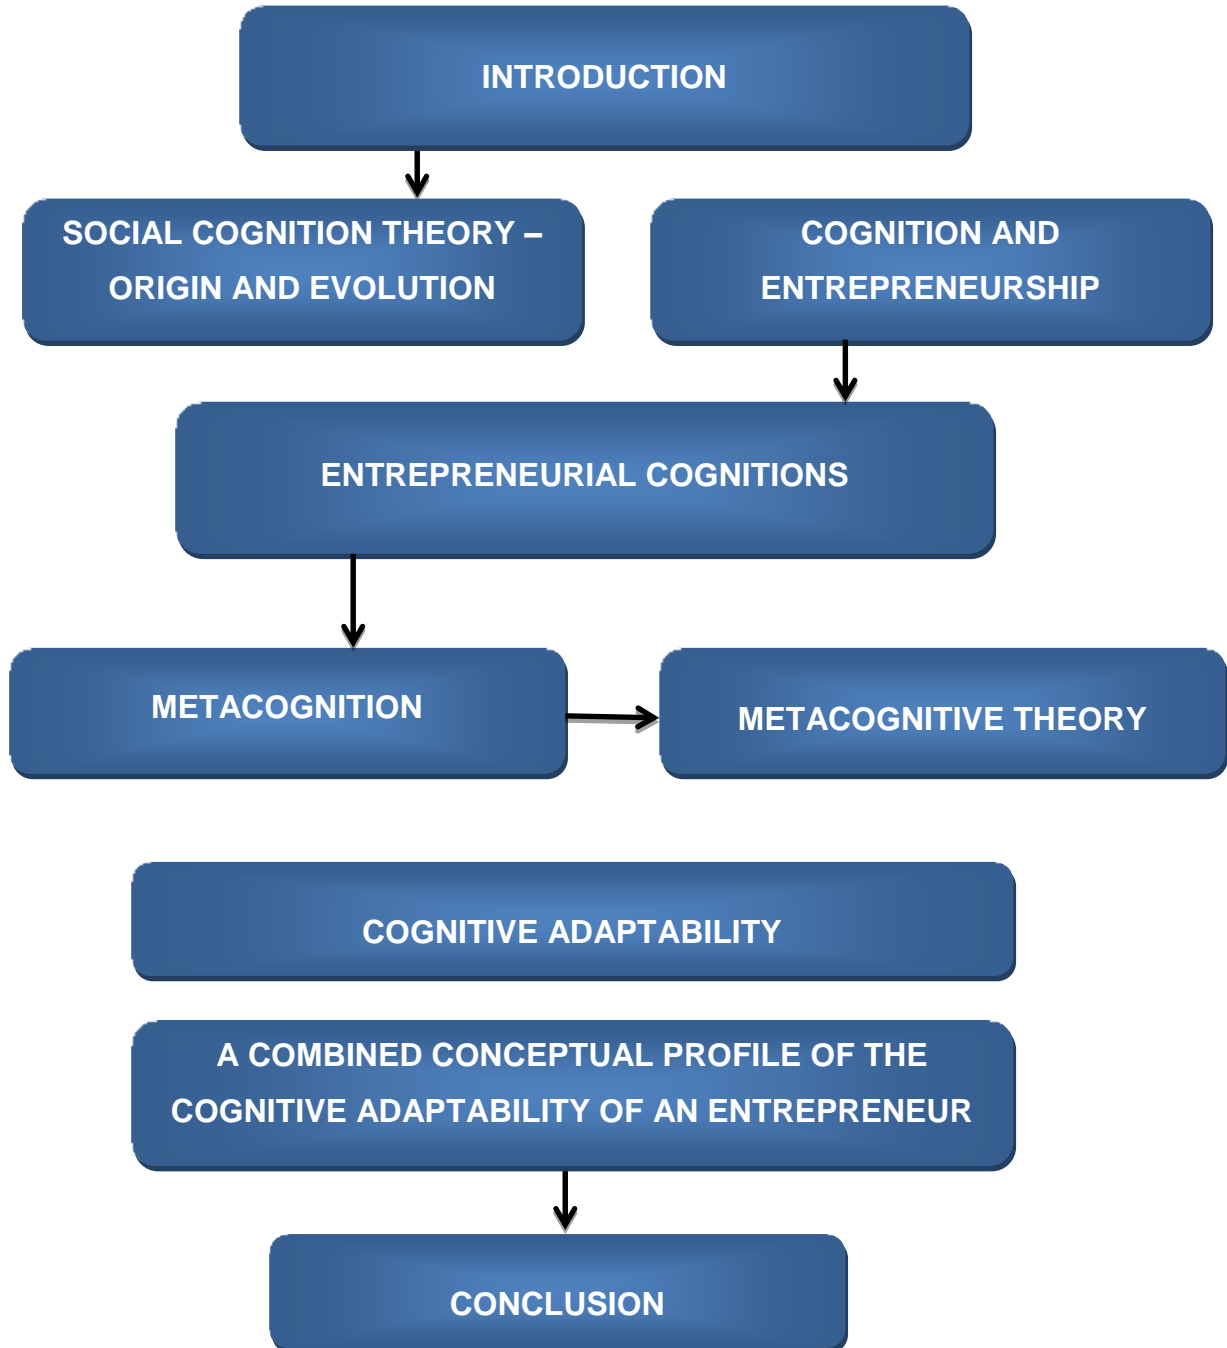 INTRODUCTION
SOCIAL COGNITION THEORY –
ORIGIN AND EVOLUTION
COGNITION AND
ENTREPRENEURSHIP
ENTREPRENEURIAL COGNITIONS
METACOGNITION
METACOGNITIVE THEORY
COGNITIVE ADAPTABILITY
A COMBINED CONCEPTUAL PROFILE OF THE
COGNITIVE ADAPTABILITY OF AN ENTREPRENEUR
CONCLUSION